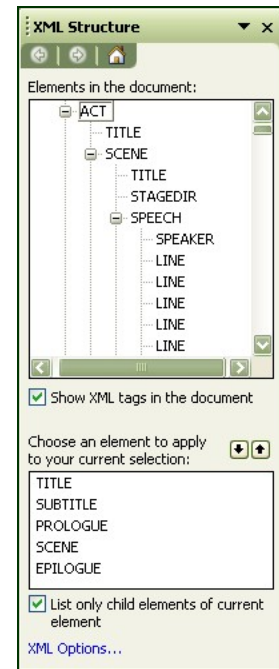 XML Structure
Elements in the document:
ACT
TITLE
SCENE
TITLE
STAGEDIR
SPEECH
SPEAKER
LINE
LINE
LINE
LINE
LINE
Show XML tags in the document
Choose an element to apply
to your current selection:
TITLE
SUBTITLE
PROLOGUE
SCENE
EPILOGUE
List only child elements of current
element
XML Options...